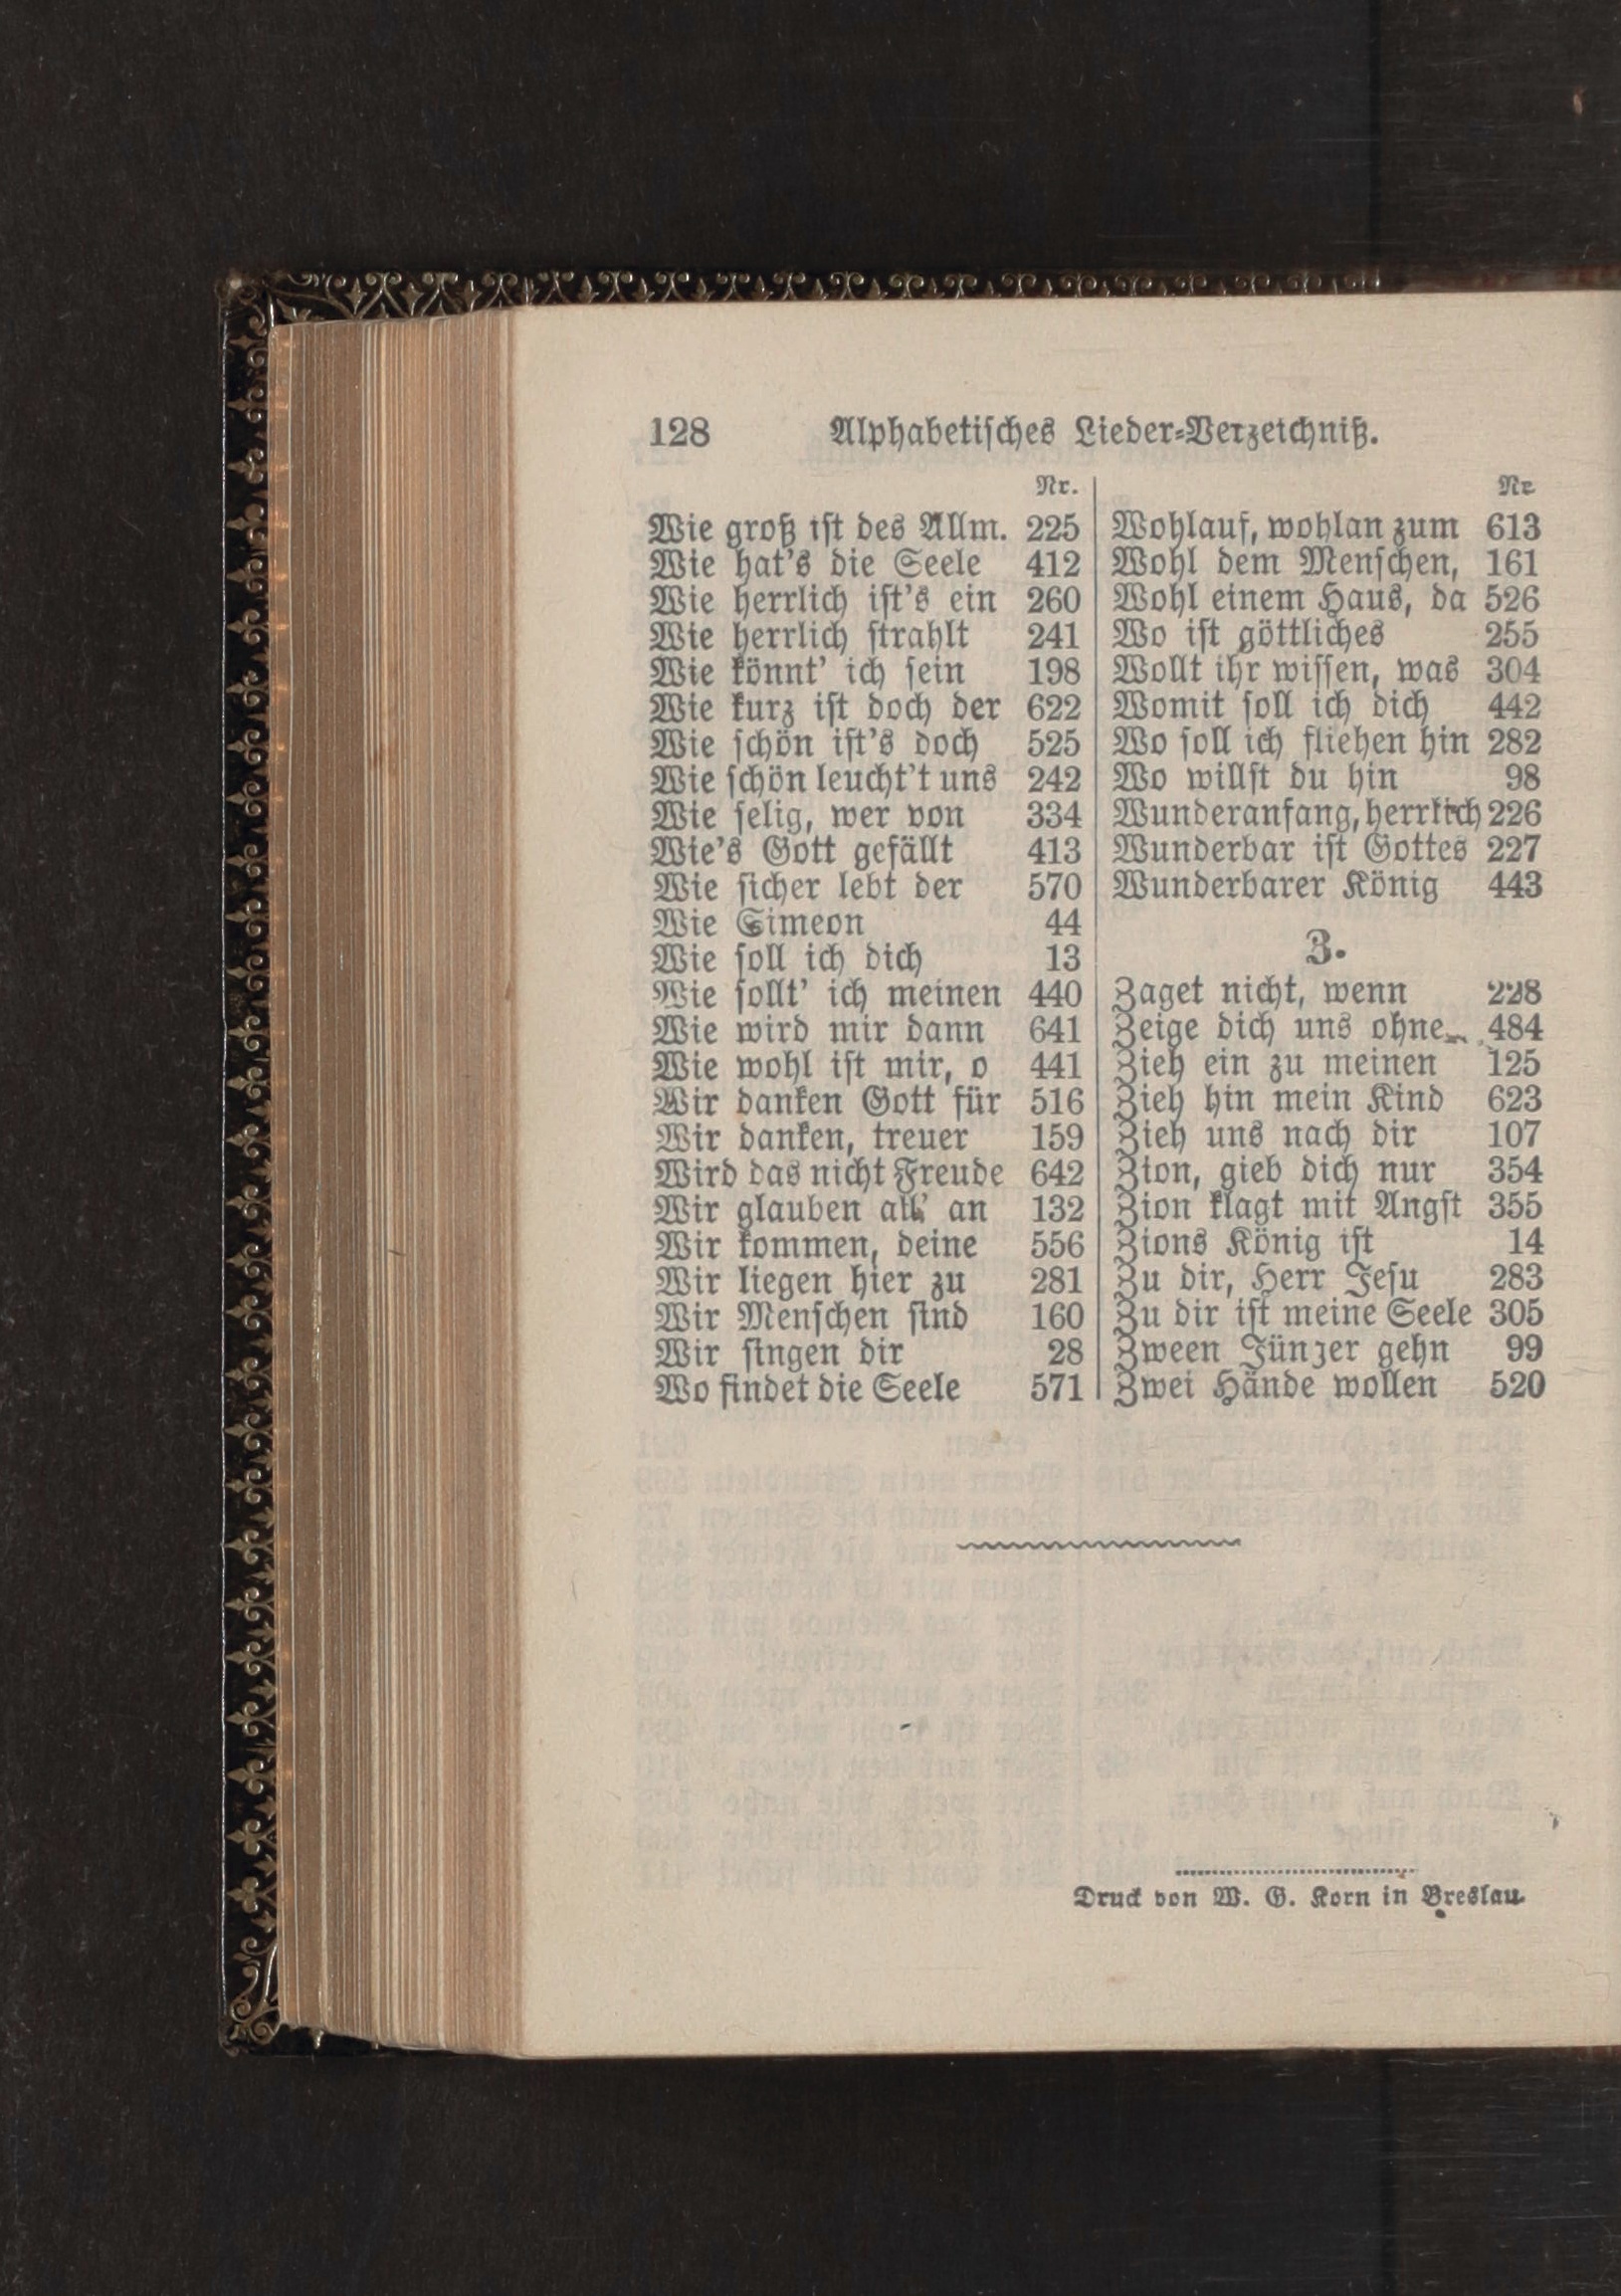 128 Alphabetisches Lieder-Verzeichniß.
Nr.
Wie groß ist des Allm. 225
Wie hat's die Seele 412
Wie herrlich ist's ein 260
Wie herrlich strahlt 241
Wie könnt' ich sein 198
Wie kurz ist doch der 622
Wie schön ist's doch 525
Wie schön leucht't uns 242
Wie selig, wer von 334
Wie's Gott gefällt 413
Wie sicher lebt der 570
Wie Simeon 44
Wie soll ich dich 13
Wie sollt' ich meinen 440
Wie wird mir dann 641
Wie wohl ist mir, o 441
Wir danken Gott für 516
Wir danken, treuer 159
Wird das nicht Freude 642
Wir glauben all' an 132
Wir kommen, deine 556
Wir liegen hier zu 281
Wir Menschen sind 160
Wir singen dir 28
Wo findet die Seele 571
Nr
Wohlauf, wohlan zum 613
Wohl dem Menschen, 161
Wohl einem Haus, da 526
Wo ist göttliches 255
Wollt ihr wissen, was 304
Womit soll ich dich 442
Wo soll ich fliehen hin 282
Wo willst du hin 98
Wunderanfang, herrlich 226
Wunderbar ist Gottes 227
Wunderbarer König 443
Z.
Zaget nicht, wenn 228
Zeige dich uns ohne 484
Zieh ein zu meinen 125
Zieh hin mein Kind 623
Zieh uns nach dir 107
Zion, gieb dich nur 354
Zion klagt mit Angst 355
Zions König ist 14
Zu dir, Herr Jesu 283
Zu dir ist meine Seele 305
Zween Jünger gehn 99
Zwei Hände wollen 520
Druck von W. G. Korn in Breslau.